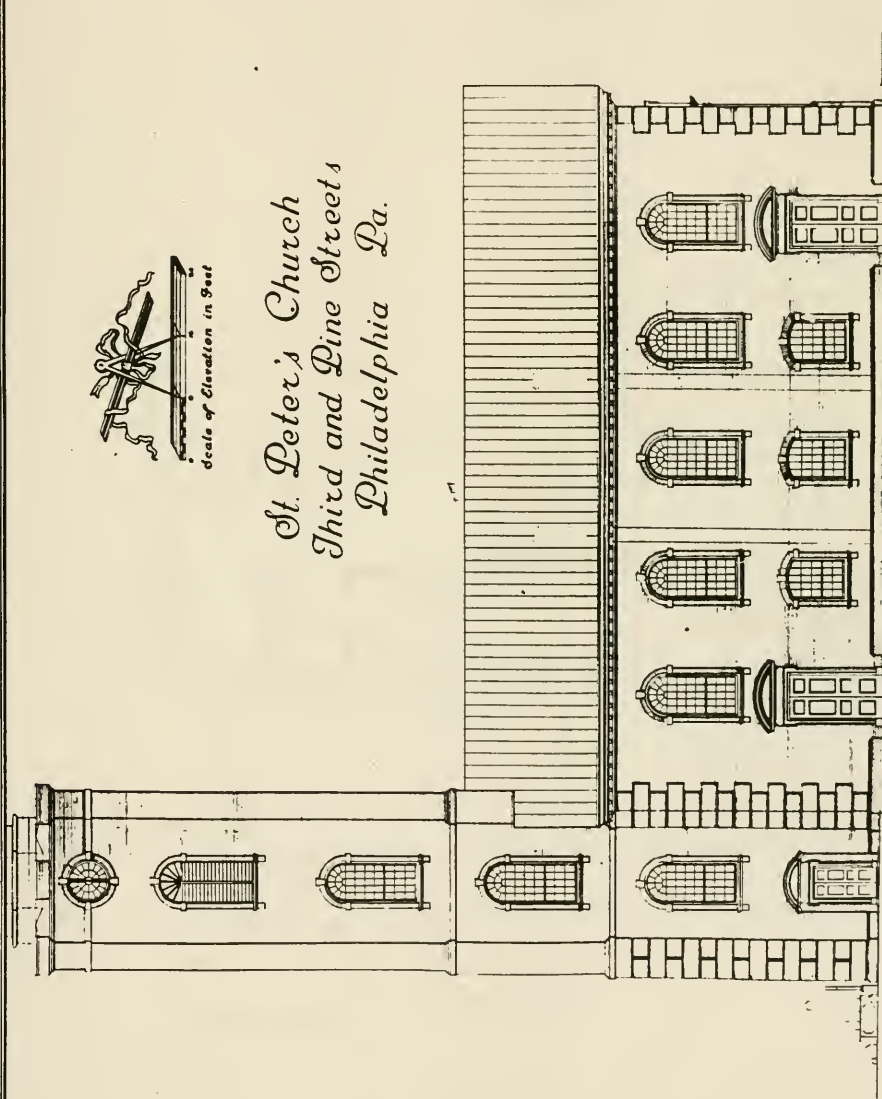 St. Peter's Church
Third and Pine Streets
Philadelphia Pa.
Scale of Elevation in Feet